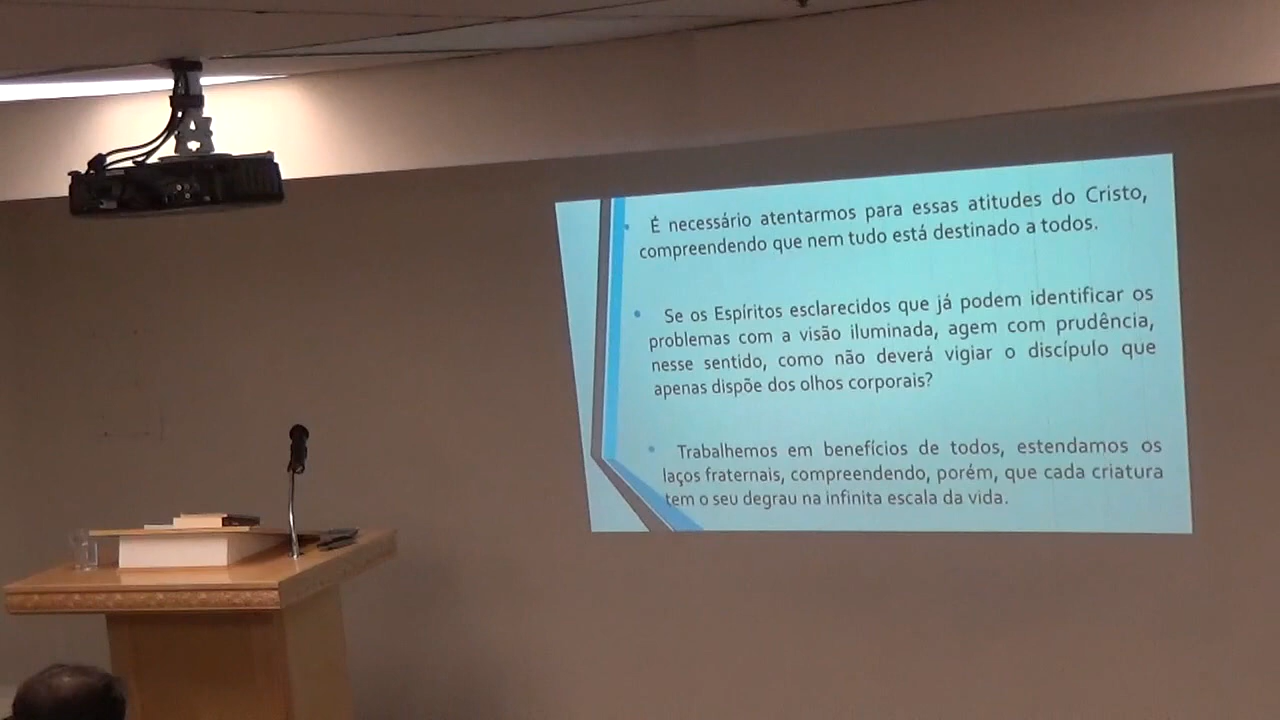 É necessário atentarmos para essas atitudes do Cristo,
compreendendo que nem tudo está destinado a todos.
Se os Espíritos esclarecidos que já podem identificar os
problemas com a visão iluminada, agem com prudência,
nesse sentido, como não deverá vigiar o discípulo que
apenas dispõe dos olhos corporais?
Trabalhemos em benefícios de todos, estendamos os
laços fraternais, compreendendo, porém, que cada criatura
tem o seu degrau na infinita escala da vida.